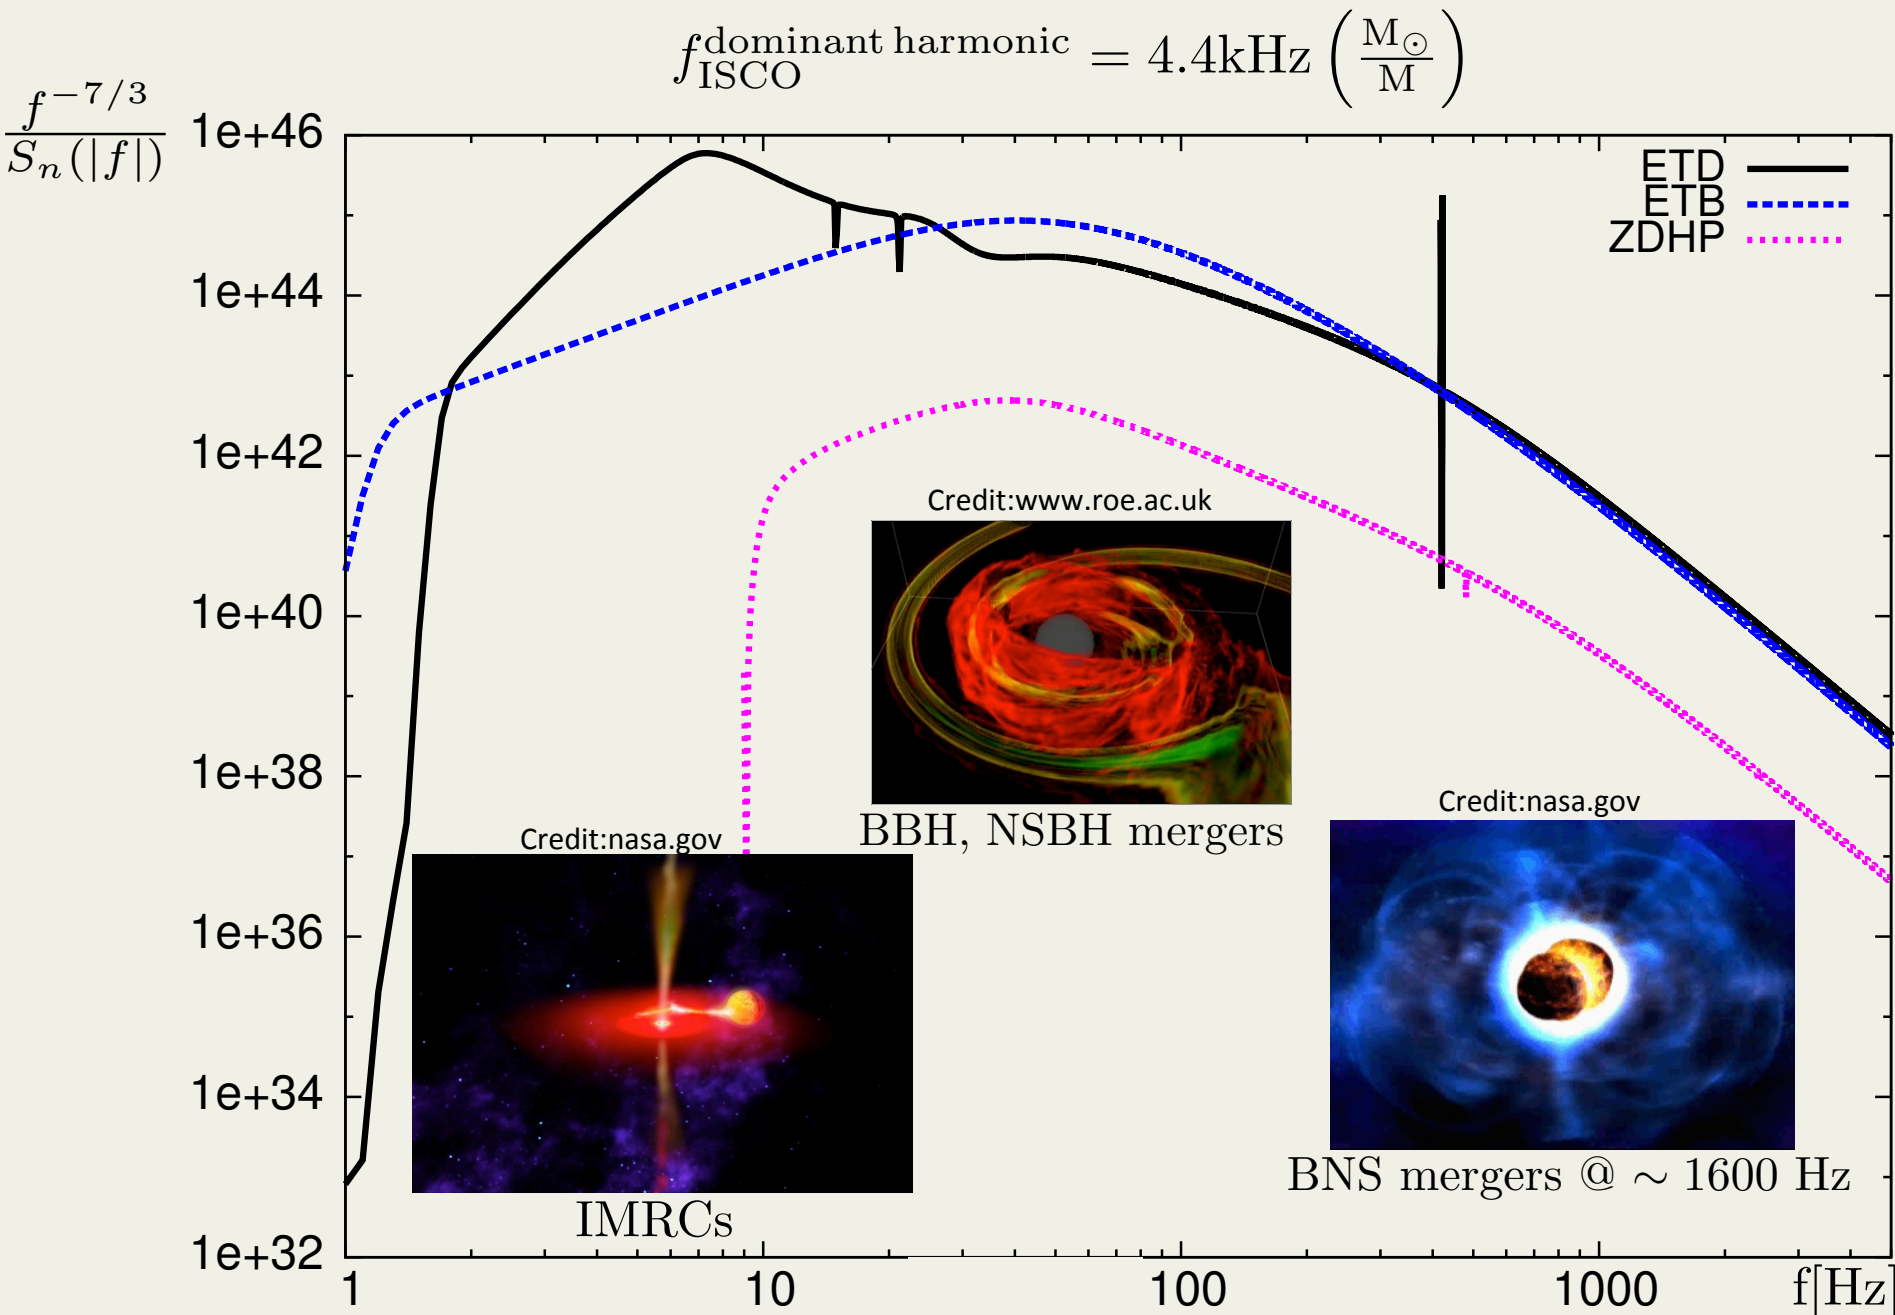 f_ISCO^dominant harmonic = 4.4kHz (M_⊙/M)
f^−7/3
S_n(|f|)
1e+46
ETD
ETB
ZDHP
1e+44
1e+42
Credit:www.roe.ac.uk
1e+40
1e+38
Credit:nasa.gov
BBH, NSBH mergers
Credit:nasa.gov
1e+36
1e+34
BNS mergers @ ∼ 1600 Hz
IMRCs
1e+32
1 10 100 1000 f[Hz]